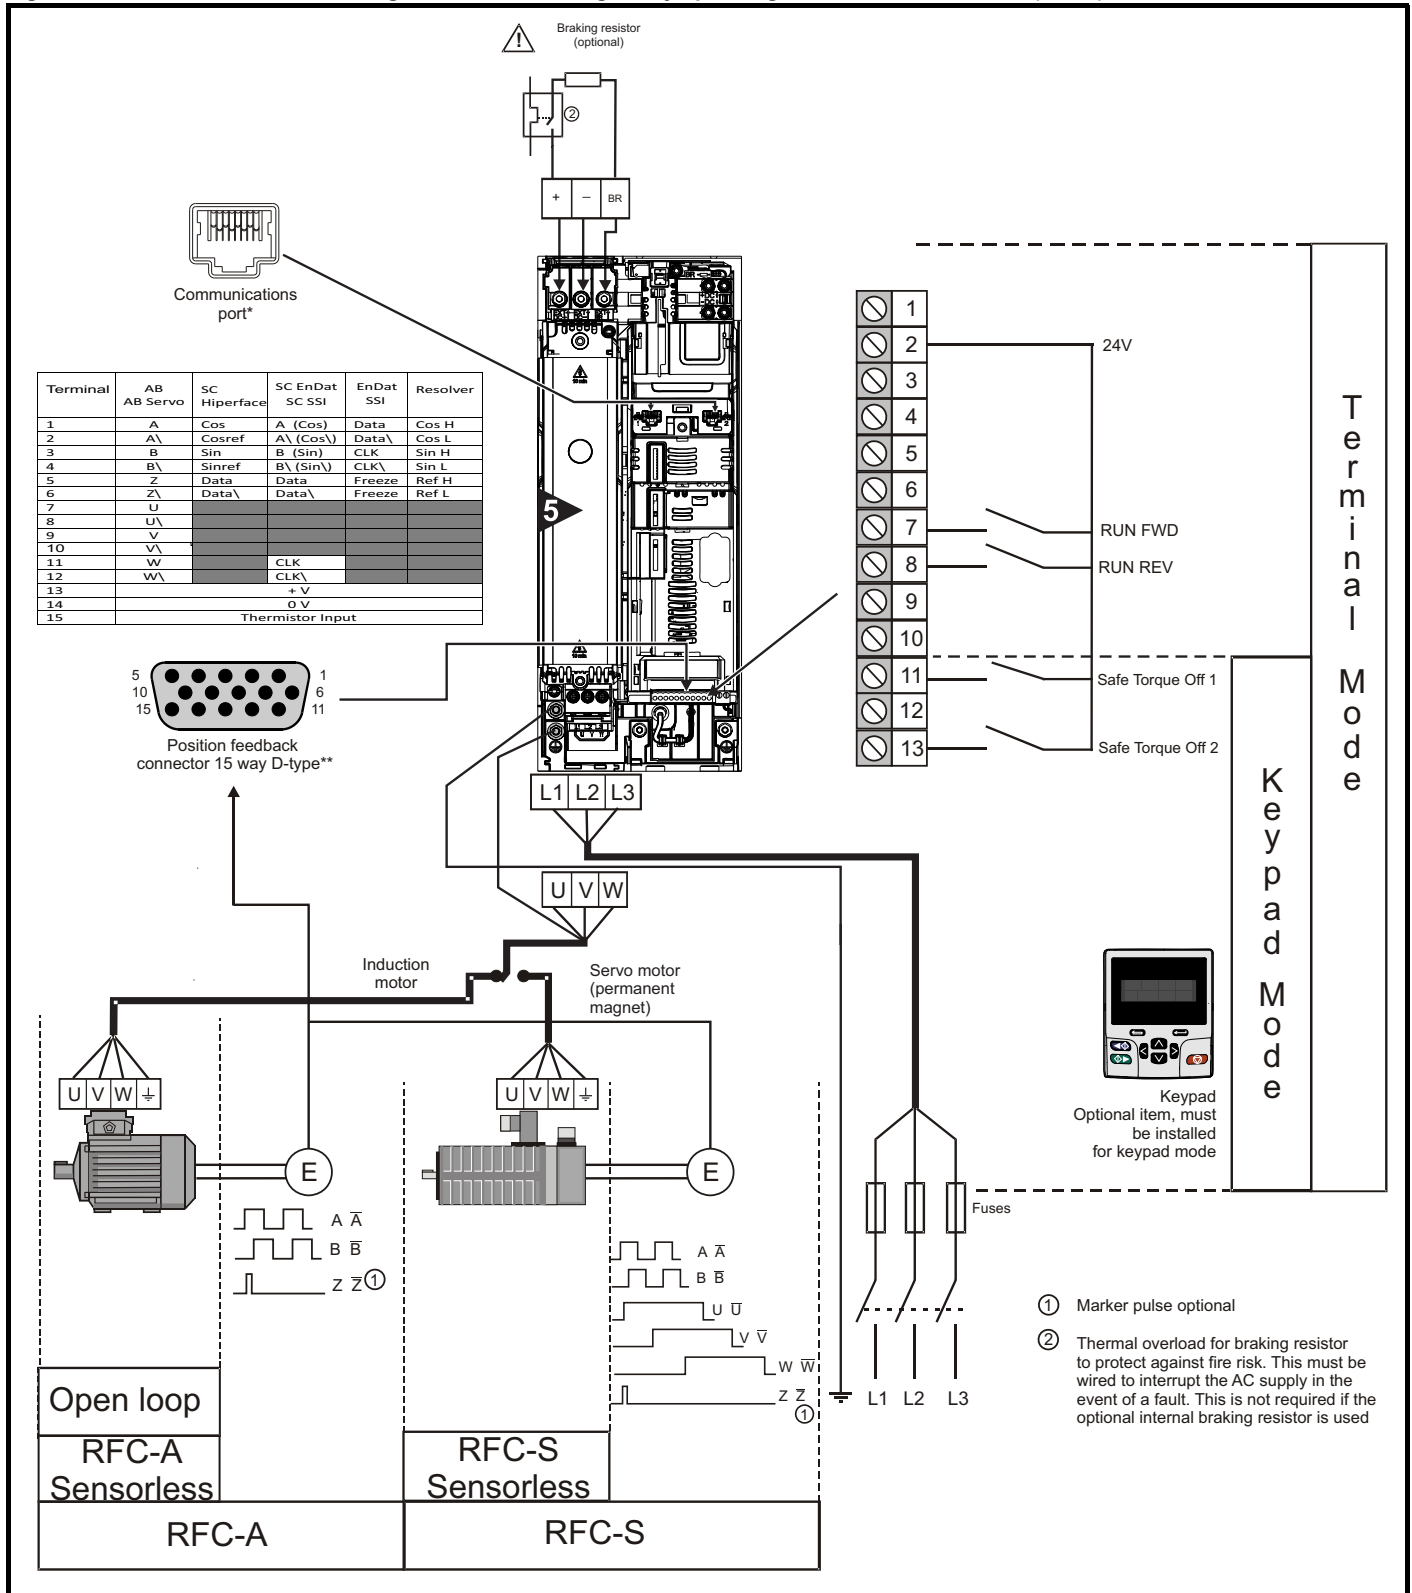 Braking resistor
(optional)
2
+ – BR
Communications
port*
1
2
3
4
5
6
7
8
9
10
11
12
13
24V
RUN FWD
RUN REV
Safe Torque Off 1
Safe Torque Off 2
Terminal Mode
Keypad Mode
Terminal AB AB Servo SC Hiperface SC EnDat SC SSI EnDat SSI Resolver
1 A Cos A (Cos) Data Cos H
2 A\ Cosref A\ (Cos\) Data\ Cos L
3 B Sin B (Sin) CLK Sin H
4 B\ Sinref B\ (Sin\) CLK\ Sin L
5 Z Data Data Freeze Ref H
6 Z\ Data\ Data\ Freeze Ref L
7 U
8 U\
9 V
10 V\
11 W CLK
12 W\ CLK\
13 + V
14 0 V
15 Thermistor Input
5
5 1
10 6
15 11
Position feedback
connector 15 way D-type**
L1 L2 L3
U V W
Induction
motor
Servo motor
(permanent
magnet)
U V W
U V W
E
E
A A̅
B B̅
Z Z̅ 1
A A̅
B B̅
U U̅
V V̅
W W̅
Z Z̅
1
Keypad
Optional item, must
be installed
for keypad mode
Fuses
L1 L2 L3
1 Marker pulse optional
2 Thermal overload for braking resistor
to protect against fire risk. This must be
wired to interrupt the AC supply in the
event of a fault. This is not required if the
optional internal braking resistor is used
Open loop
RFC-A
Sensorless
RFC-S
Sensorless
RFC-A
RFC-S